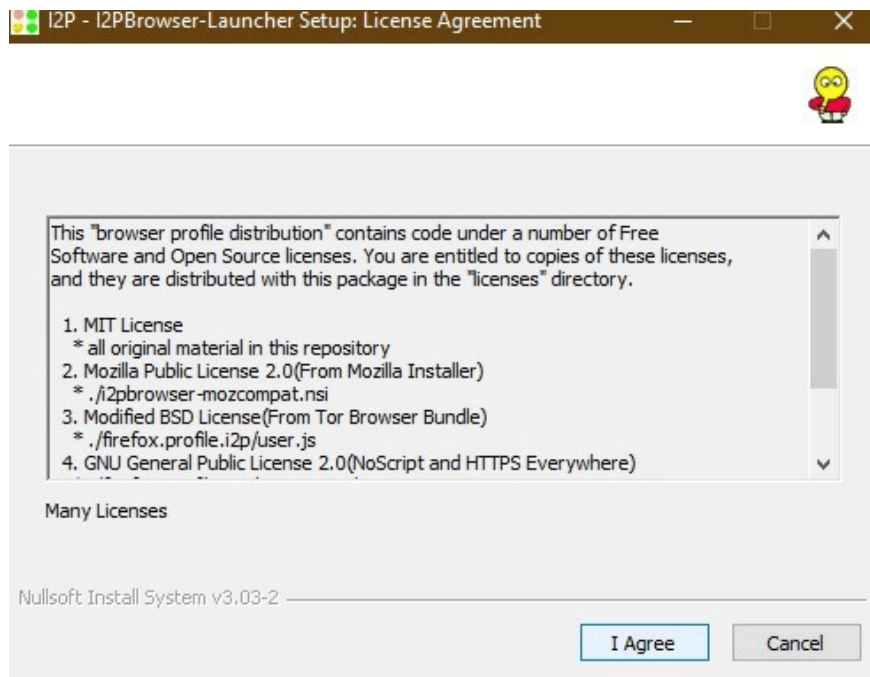 I2P - I2PBrowser-Launcher Setup: License Agreement
This "browser profile distribution" contains code under a number of Free
Software and Open Source licenses. You are entitled to copies of these licenses,
and they are distributed with this package in the "licenses" directory.
1. MIT License
* all original material in this repository
2. Mozilla Public License 2.0(From Mozilla Installer)
* ./i2pbrowser-mozcompat.nsi
3. Modified BSD License(From Tor Browser Bundle)
* ./firefox.profile.i2p/user.js
4. GNU General Public License 2.0(NoScript and HTTPS Everywhere)
Many Licenses
Nullsoft Install System v3.03-2
I Agree
Cancel